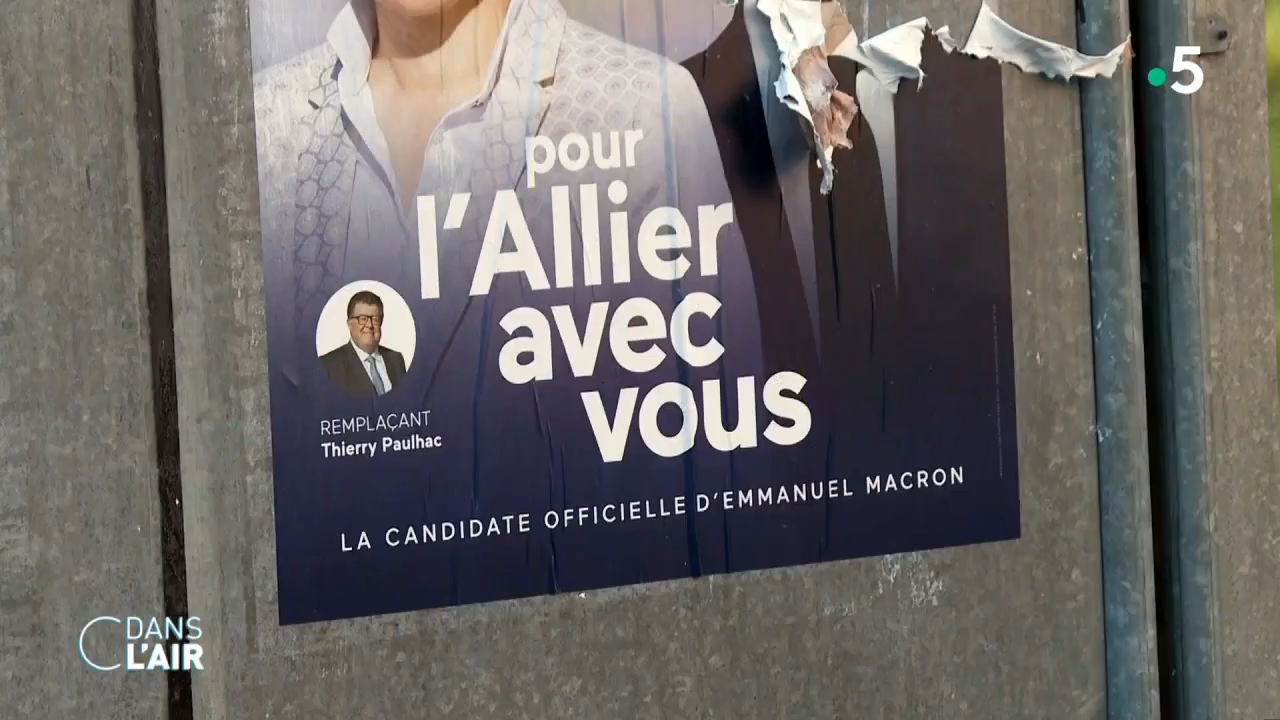 5
pour
l'Allier
avec
vous
REMPLAÇANT
Thierry Paulhac
LA CANDIDATE OFFICIELLE D'EMMANUEL MACRON
C DANS
L'AIR